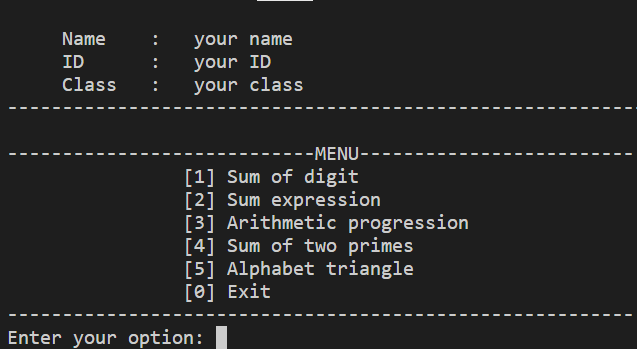 Name : your name
ID : your ID
Class : your class
----------------------------------------------------------
----------------------------MENU-------------------------
[1] Sum of digit
[2] Sum expression
[3] Arithmetic progression
[4] Sum of two primes
[5] Alphabet triangle
[0] Exit
---------------------------------------------------------
Enter your option: